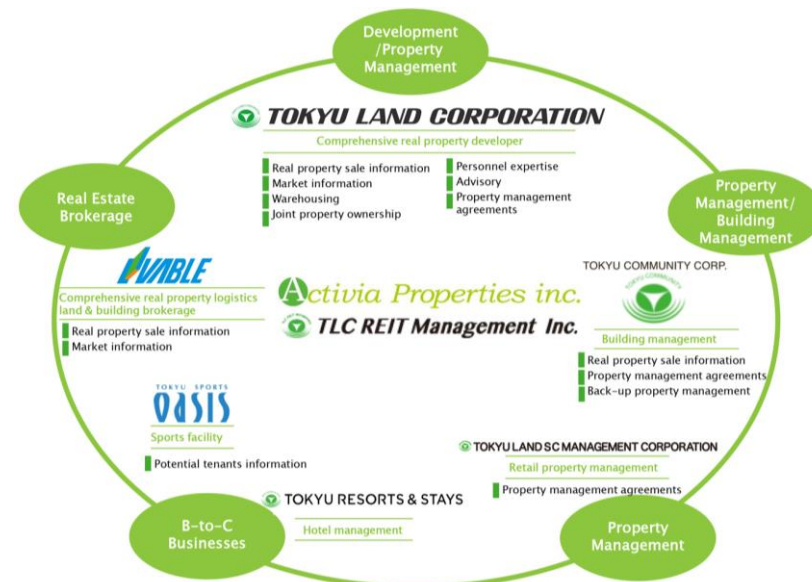 Development
/Property
Management
TOKYU LAND CORPORATION
Comprehensive real property developer
Real property sale information
Market information
Warehousing
Joint property ownership
Personnel expertise
Advisory
Property management
agreements
Real Estate
Brokerage
Property
Management/
Building
Management
LIVABLE
Comprehensive real property logistics
land & building brokerage
Real property sale information
Market information
Activia Properties inc.
TLC REIT Management Inc.
TOKYU COMMUNITY CORP.
TOKYU COMMUNITY
Building management
Real property sale information
Property management agreements
Back-up property management
TOKYU SPORTS
OASIS
Sports facility
Potential tenants information
TOKYU LAND SC MANAGEMENT CORPORATION
Retail property management
Property management agreements
TOKYU RESORTS & STAYS
Hotel management
B-to-C
Businesses
Property
Management